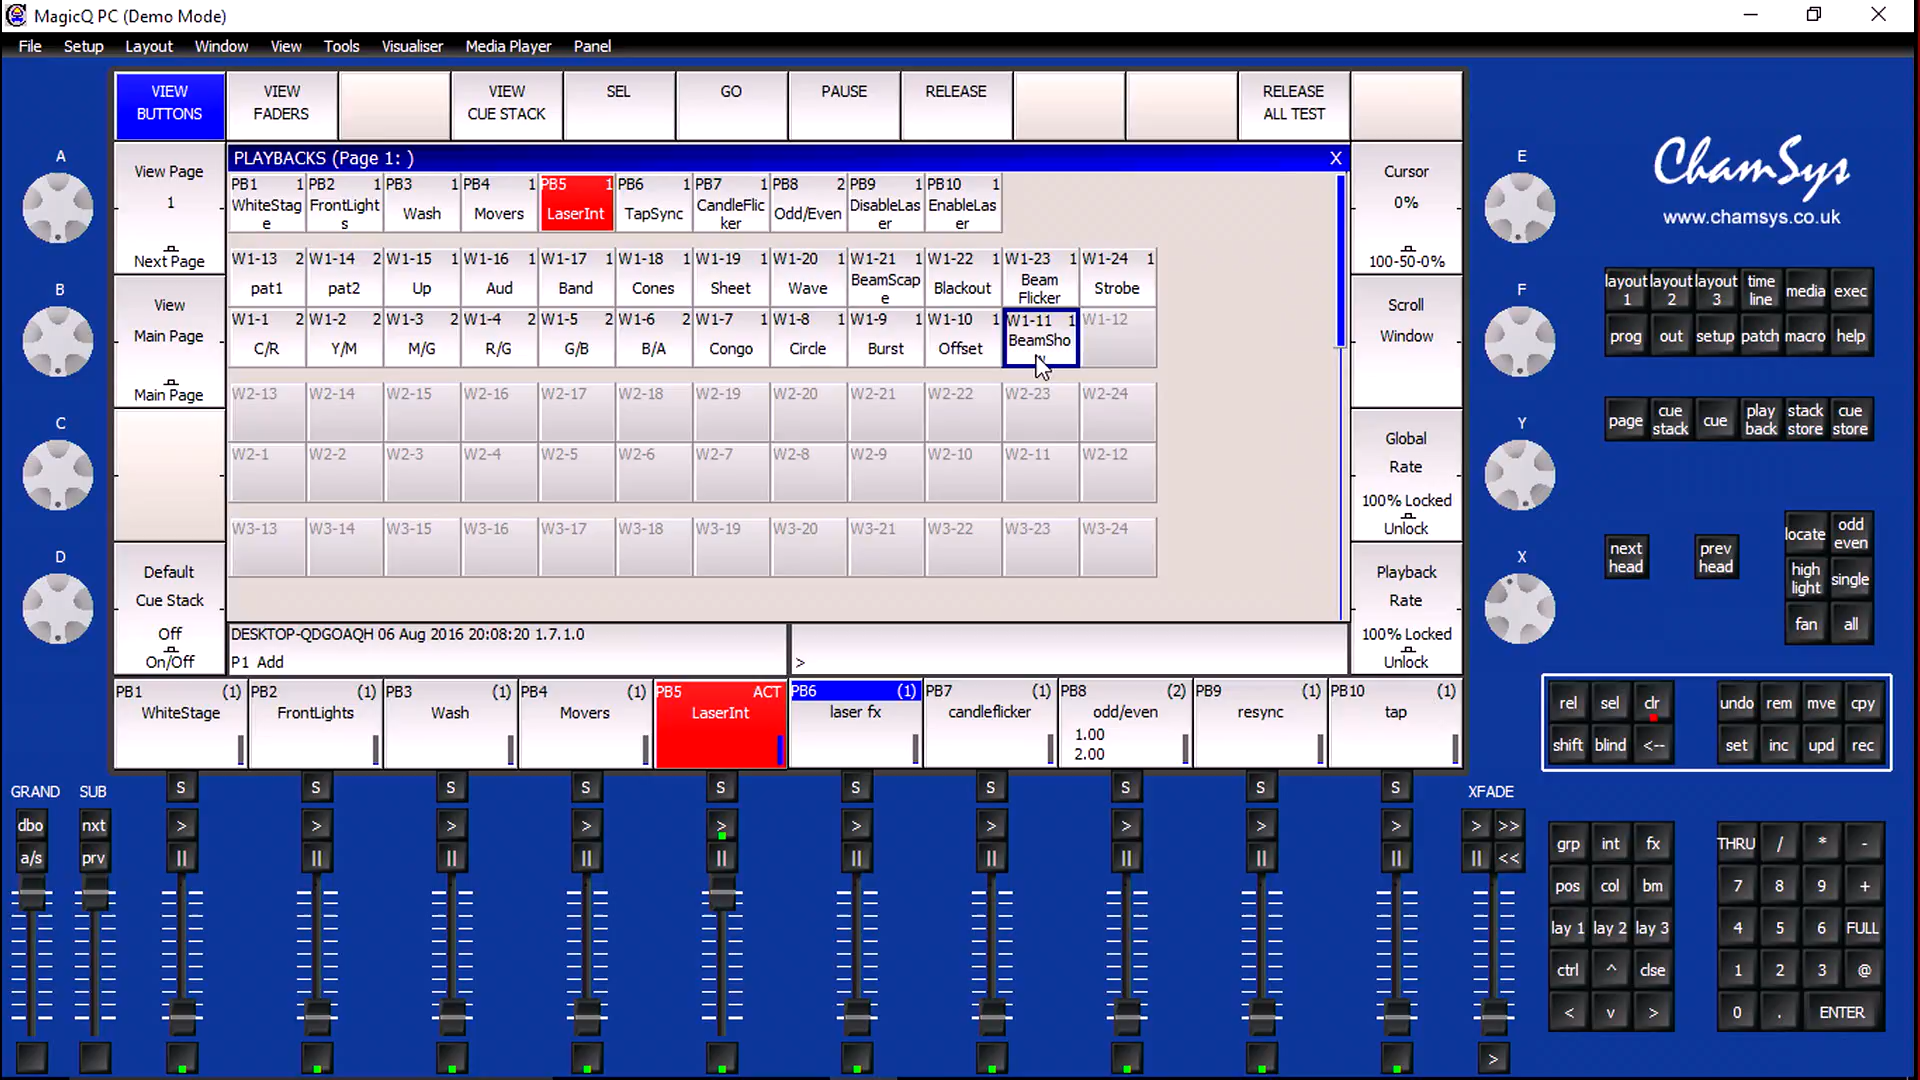 MagicQ PC (Demo Mode)
File Setup Layout Window View Tools Visualiser Media Player Panel
VIEW BUTTONS
VIEW FADERS
VIEW CUE STACK
SEL
GO
PAUSE
RELEASE
RELEASE ALL TEST
PLAYBACKS (Page 1: ) X
View Page
1
Next Page
View
Main Page
Main Page
Default
Cue Stack
Off
On/Off
PB1 1 PB2 1 PB3 1 PB4 1 PB5 1 PB6 1 PB7 1 PB8 2 PB9 1 PB10 1
WhiteStag FrontLight Wash Movers LaserInt TapSync CandleFlic Odd/Even DisableLas EnableLas
e s ker er er
W1-13 2 W1-14 2 W1-15 1 W1-16 1 W1-17 1 W1-18 1 W1-19 1 W1-20 1 W1-21 1 W1-22 1 W1-23 1 W1-24 1
pat1 pat2 Up Aud Band Cones Sheet Wave BeamScap Blackout Beam Strobe
e Flicker
W1-1 2 W1-2 2 W1-3 2 W1-4 2 W1-5 2 W1-6 2 W1-7 1 W1-8 1 W1-9 1 W1-10 1 W1-11 1 W1-12
C/R Y/M M/G R/G G/B B/A Congo Circle Burst Offset BeamSho
W2-13 W2-14 W2-15 W2-16 W2-17 W2-18 W2-19 W2-20 W2-21 W2-22 W2-23 W2-24
W2-1 W2-2 W2-3 W2-4 W2-5 W2-6 W2-7 W2-8 W2-9 W2-10 W2-11 W2-12
W3-13 W3-14 W3-15 W3-16 W3-17 W3-18 W3-19 W3-20 W3-21 W3-22 W3-23 W3-24
DESKTOP-QDGOAQH 06 Aug 2016 20:08:20 1.7.1.0
P1 Add
>
Cursor
0%
100-50-0%
Scroll
Window
Global
Rate
100% Locked
Unlock
Playback
Rate
100% Locked
Unlock
PB1 (1) PB2 (1) PB3 (1) PB4 (1) PB5 ACT PB6 (1) PB7 (1) PB8 (2) PB9 (1) PB10 (1)
WhiteStage FrontLights Wash Movers LaserInt laser fx candleflicker odd/even resync tap
1.00
2.00
A
B
C
D
E
F
Y
X
ChamSys
www.chamsys.co.uk
layout 1 layout 2 layout 3 time line media exec
prog out setup patch macro help
page cue stack cue play back stack store cue store
next head
prev head
locate odd even
high light single
fan all
rel sel clr undo rem mve cpy
shift blind <-- set inc upd rec
GRAND SUB
dbo nxt
a/s prv
S S S S S S S S S S
> > > > > > > > > >
|| || || || || || || || || ||
XFADE
> >>
|| <<
>
grp int fx
pos col bm
lay 1 lay 2 lay 3
ctrl ^ clse
< v >
THRU / * -
7 8 9 +
4 5 6 FULL
1 2 3 @
0 . ENTER